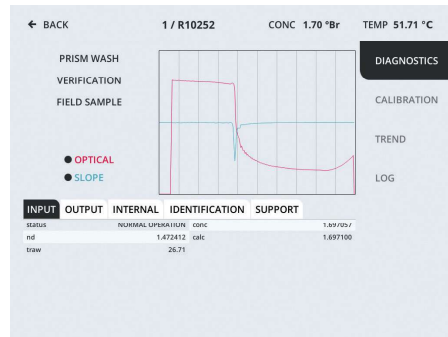 ← BACK 1 / R10252 CONC 1.70 °Br TEMP 51.71 °C
PRISM WASH
VERIFICATION
FIELD SAMPLE
● OPTICAL
● SLOPE
DIAGNOSTICS
CALIBRATION
TREND
LOG
INPUT OUTPUT INTERNAL IDENTIFICATION SUPPORT
status NORMAL OPERATION conc 1.697057
nd 1.472412 calc 1.697100
traw 26.71